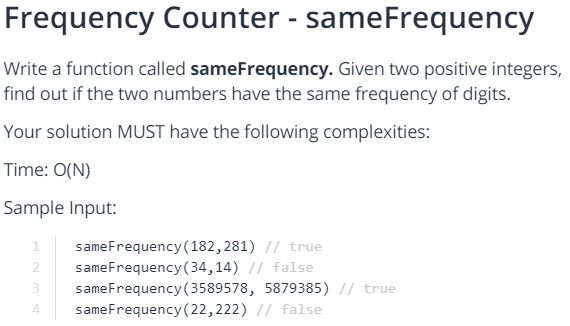 Frequency Counter - sameFrequency
Write a function called sameFrequency. Given two positive integers,
find out if the two numbers have the same frequency of digits.
Your solution MUST have the following complexities:
Time: O(N)
Sample Input:
1 sameFrequency(182,281) // true
2 sameFrequency(34,14) // false
3 sameFrequency(3589578, 5879385) // true
4 sameFrequency(22,222) // false